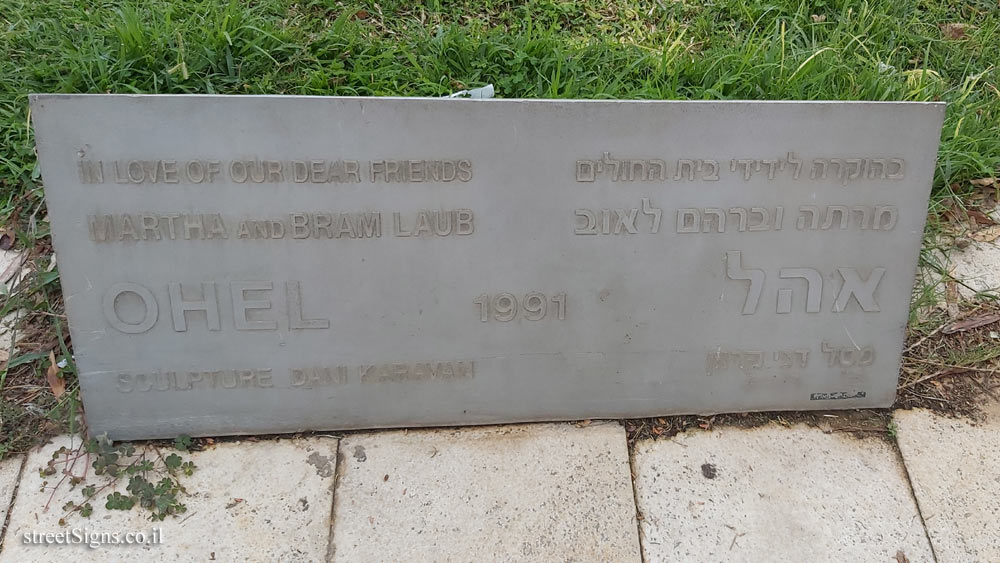 IN LOVE OF OUR DEAR FRIENDS
MARTHA AND BRAM LAUB
OHEL
1991
SCULPTURE DANI KARAVAN
בהוקרה לידידי בית החולים
מרתה וברהם לאוב
אהל
פסל דני קרוון
streetSigns.co.il